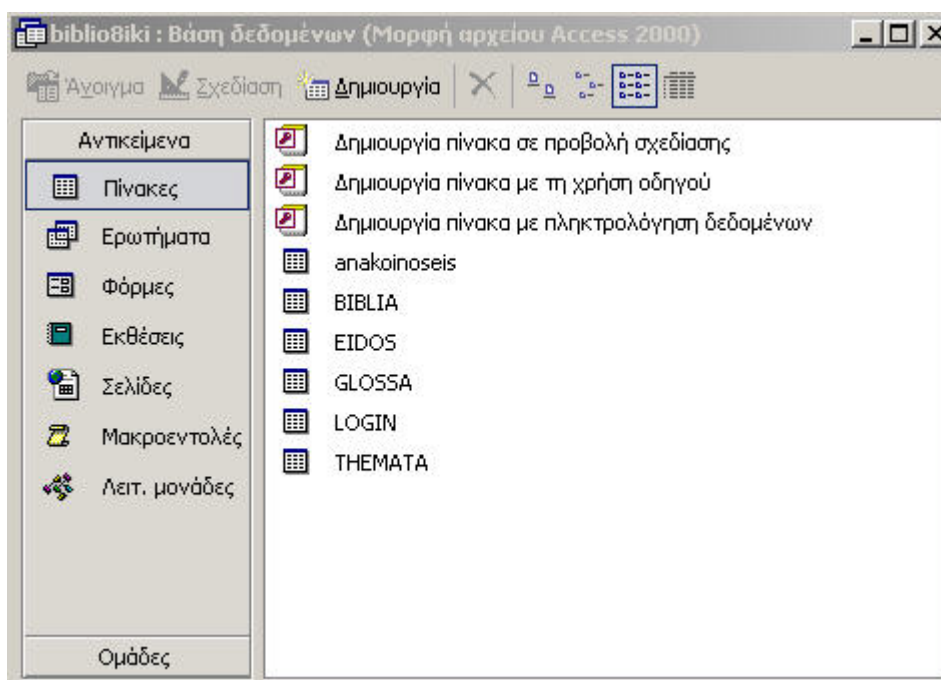 biblio8iki : Βάση δεδομένων (Μορφή αρχείου Access 2000)
Άνοιγμα Σχεδίαση Δημιουργία
Αντικείμενα
Πίνακες
Ερωτήματα
Φόρμες
Εκθέσεις
Σελίδες
Μακροεντολές
Λειτ. μονάδες
Ομάδες
Δημιουργία πίνακα σε προβολή σχεδίασης
Δημιουργία πίνακα με τη χρήση οδηγού
Δημιουργία πίνακα με πληκτρολόγηση δεδομένων
anakoinoseis
BIBLIA
EIDOS
GLOSSA
LOGIN
THEMATA